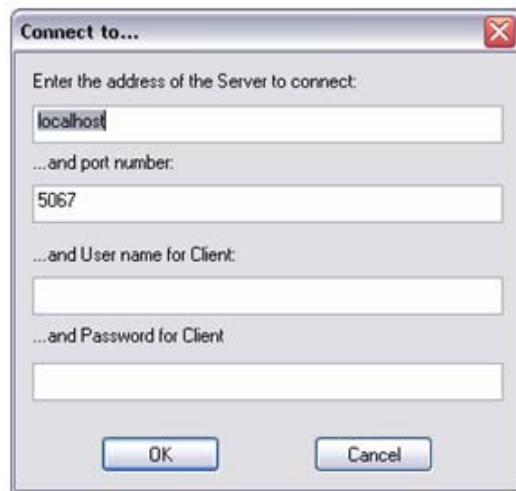 Connect to...
Enter the address of the Server to connect:
localhost
...and port number:
5067
...and User name for Client:
...and Password for Client
OK
Cancel